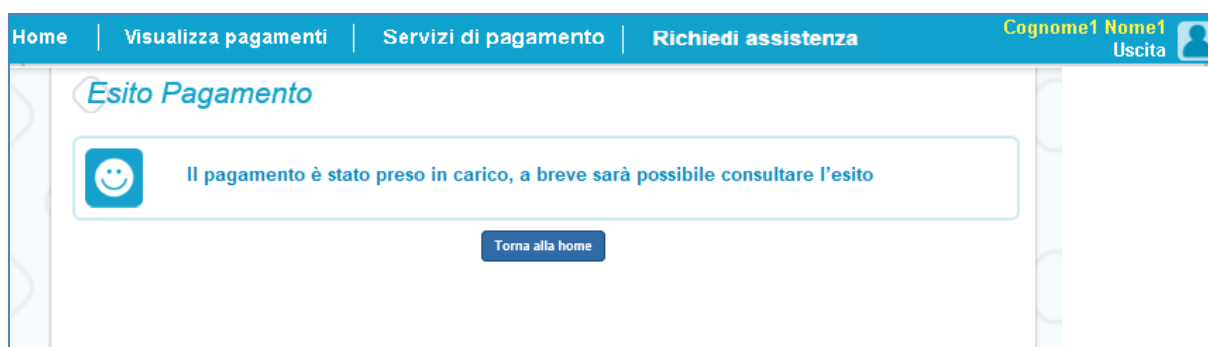 Home | Visualizza pagamenti | Servizi di pagamento | Richiedi assistenza
Cognome1 Nome1
Uscita
Esito Pagamento
Il pagamento è stato preso in carico, a breve sarà possibile consultare l'esito
Torna alla home